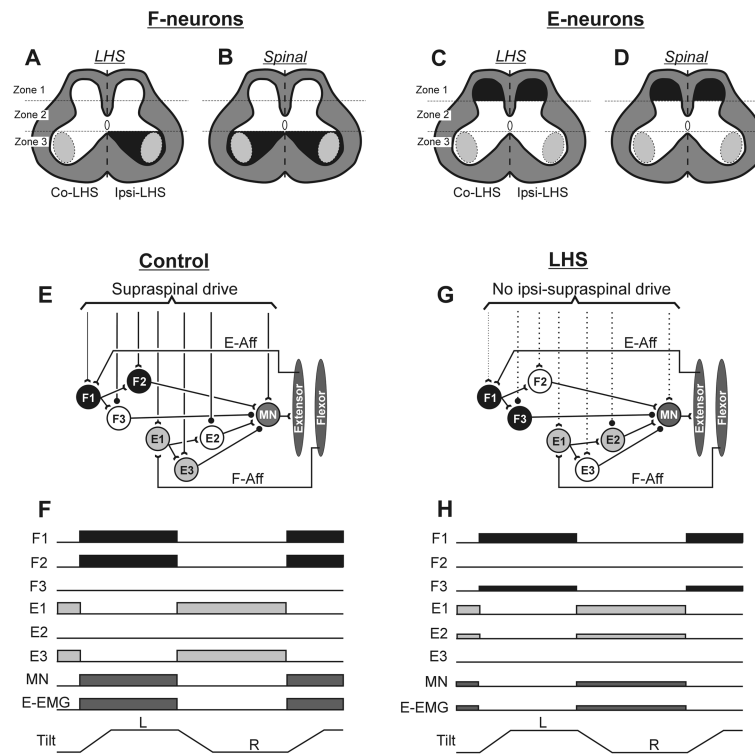 F-neurons
E-neurons
A
LHS
B
Spinal
C
LHS
D
Spinal
Zone 1
Zone 2
Zone 3
Co-LHS
Ipsi-LHS
Zone 1
Zone 2
Zone 3
Co-LHS
Ipsi-LHS
Control
LHS
E
Supraspinal drive
E-Aff
F1
F2
F3
E1
E2
E3
MN
Extensor
Flexor
F-Aff
G
No ipsi-supraspinal drive
E-Aff
F1
F2
F3
E1
E2
E3
MN
Extensor
Flexor
F-Aff
F
F1
F2
F3
E1
E2
E3
MN
E-EMG
Tilt
L
R
H
F1
F2
F3
E1
E2
E3
MN
E-EMG
Tilt
L
R